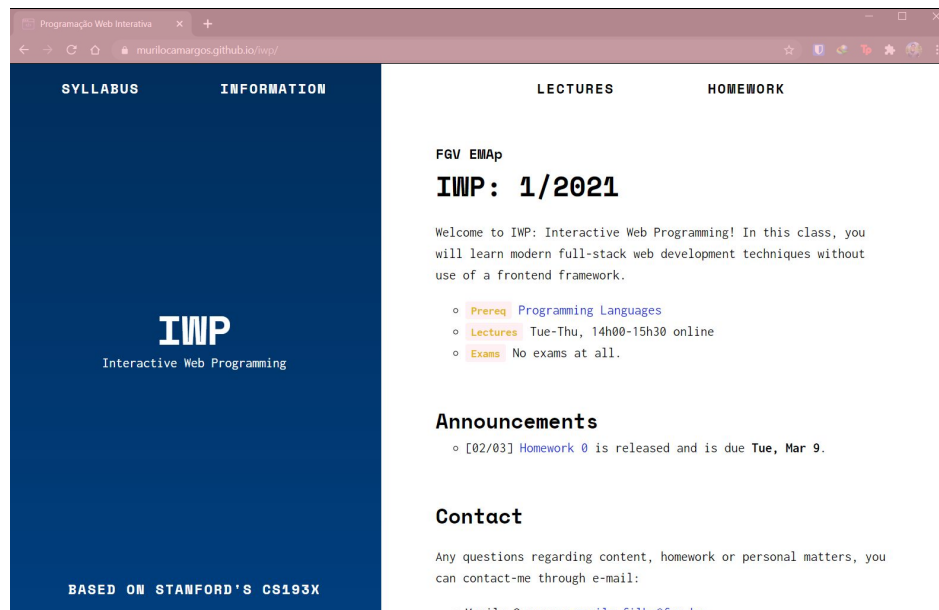 Programação Web Interativa
murilocamargos.github.io/iwp/
SYLLABUS INFORMATION
LECTURES HOMEWORK
IWP
Interactive Web Programming
BASED ON STANFORD'S CS193X
FGV EMAp
IWP: 1/2021
Welcome to IWP: Interactive Web Programming! In this class, you
will learn modern full-stack web development techniques without
use of a frontend framework.
Prereq Programming Languages
Lectures Tue-Thu, 14h00-15h30 online
Exams No exams at all.
Announcements
[02/03] Homework 0 is released and is due Tue, Mar 9.
Contact
Any questions regarding content, homework or personal matters, you
can contact-me through e-mail: